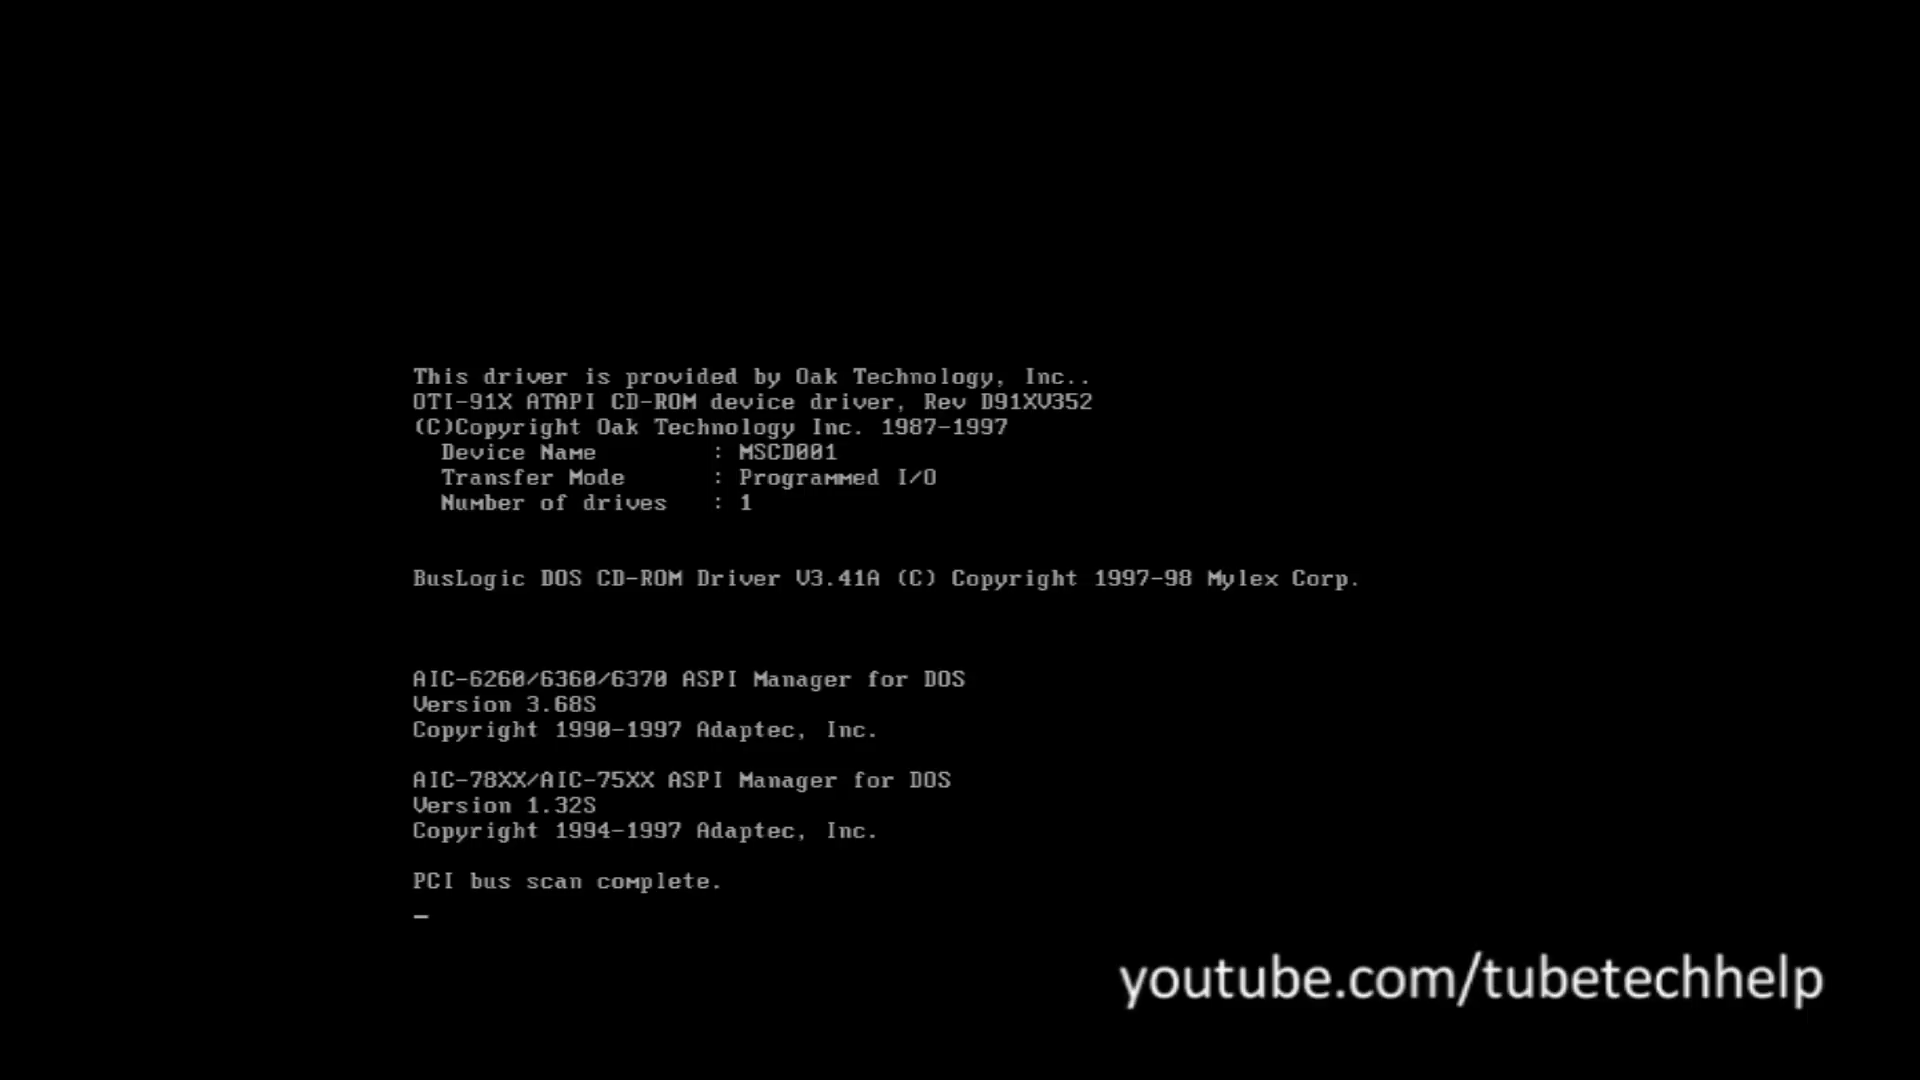 This driver is provided by Oak Technology, Inc..
OTI-91X ATAPI CD-ROM device driver, Rev D91XV352
(C)Copyright Oak Technology Inc. 1987-1997
Device Name : MSCD001
Transfer Mode : Programmed I/O
Number of drives : 1
BusLogic DOS CD-ROM Driver V3.41A (C) Copyright 1997-98 Mylex Corp.
AIC-6260/6360/6370 ASPI Manager for DOS
Version 3.68S
Copyright 1990-1997 Adaptec, Inc.
AIC-78XX/AIC-75XX ASPI Manager for DOS
Version 1.32S
Copyright 1994-1997 Adaptec, Inc.
PCI bus scan complete.
_
youtube.com/tubetechhelp